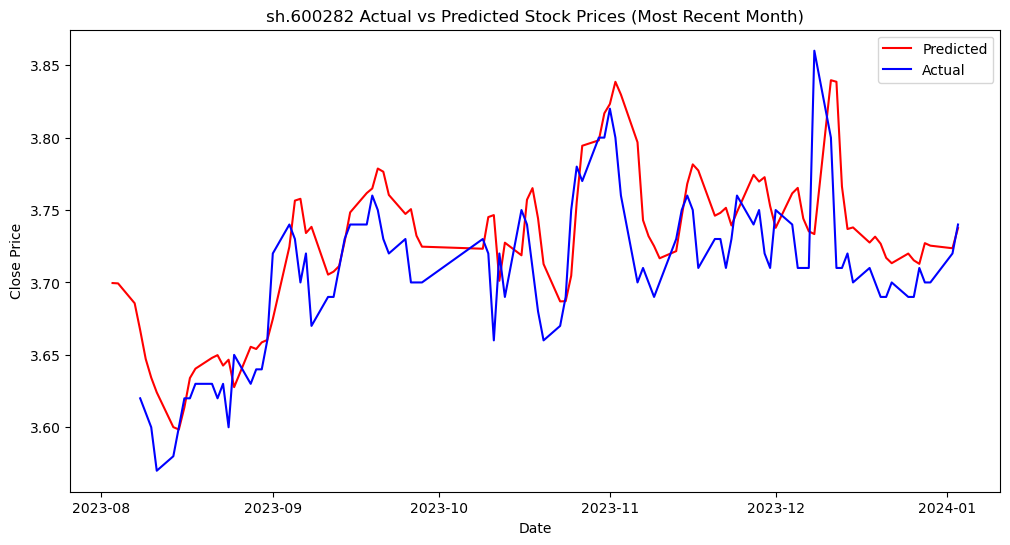 sh.600282 Actual vs Predicted Stock Prices (Most Recent Month)
Predicted
Actual
Close Price
3.85
3.80
3.75
3.70
3.65
3.60
2023-08
2023-09
2023-10
2023-11
2023-12
2024-01
Date